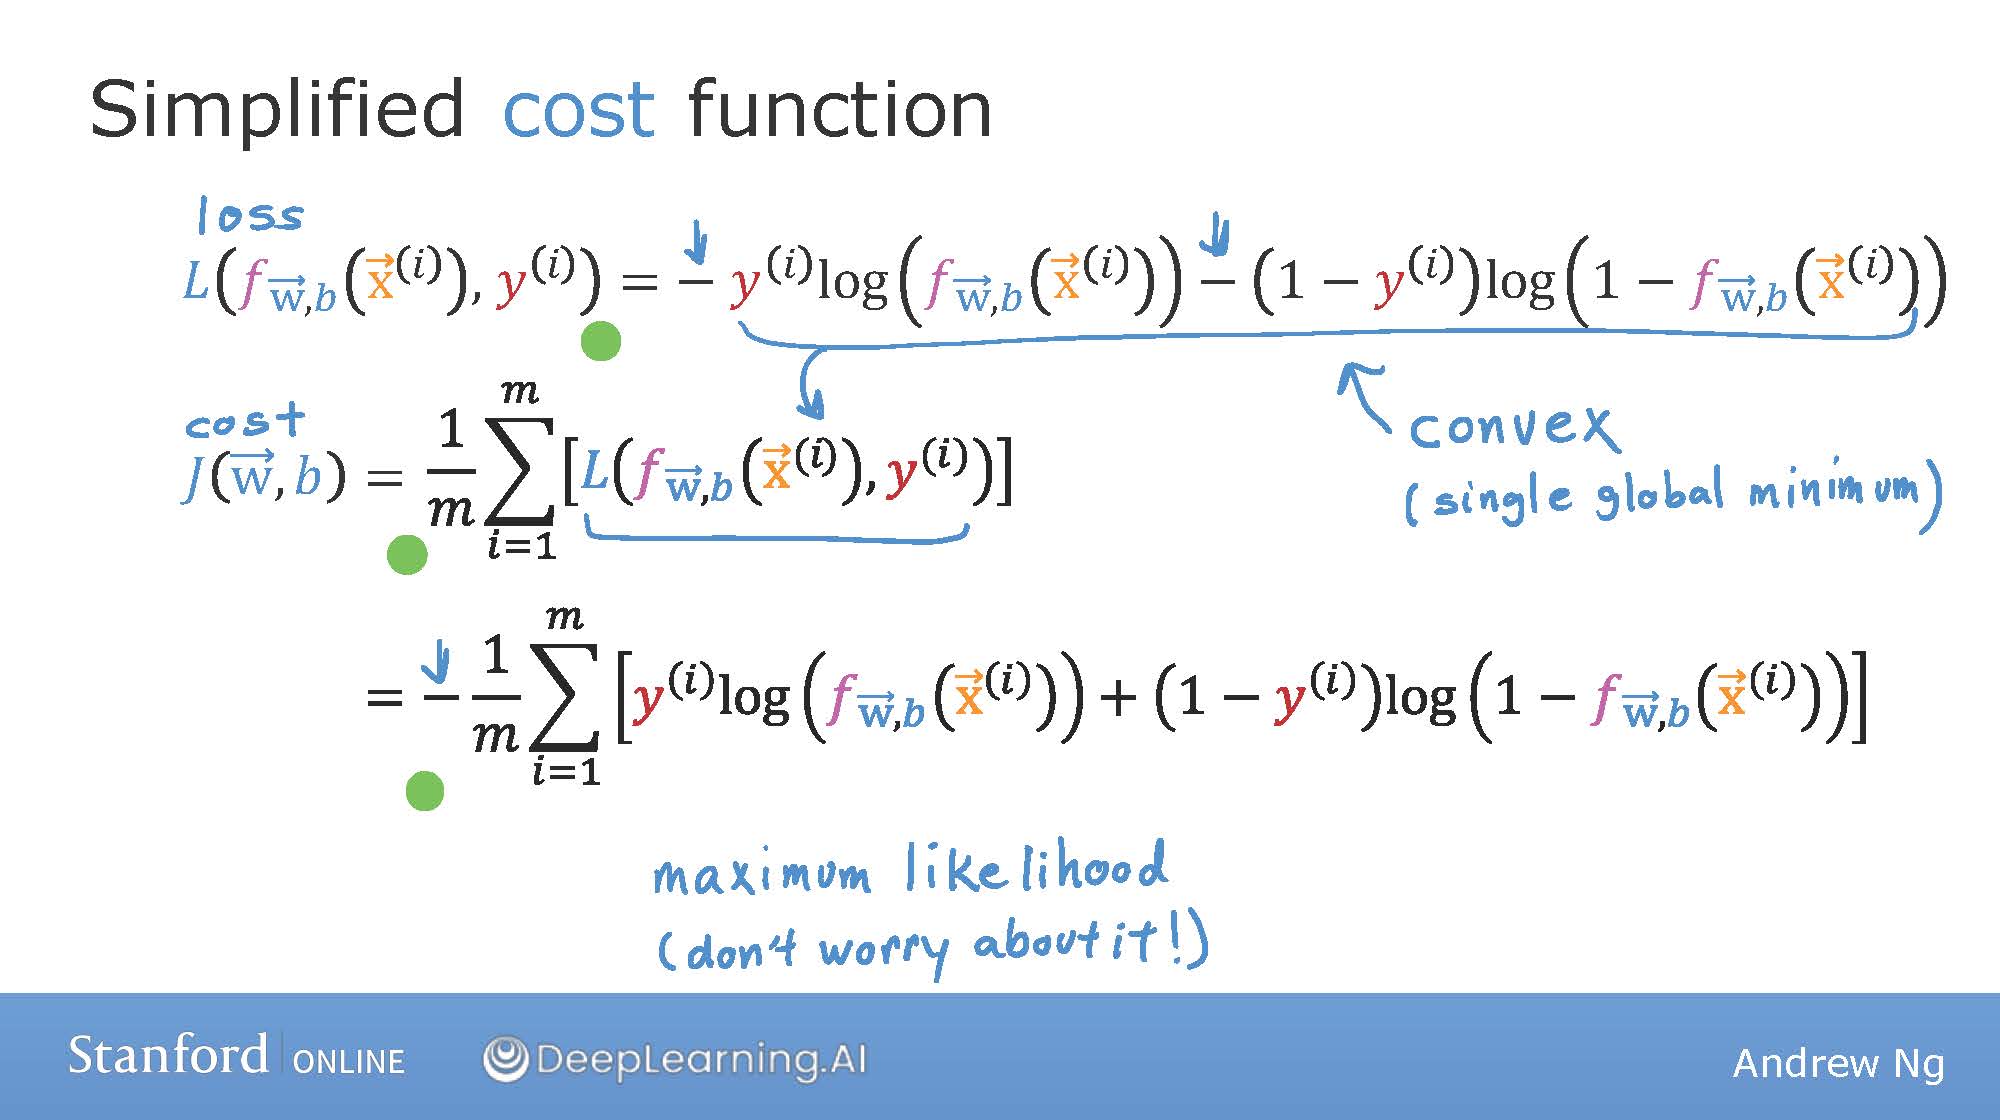 Simplified cost function
loss
L(f_{\vec{w},b}(\vec{x}^{(i)}), y^{(i)}) = − y^{(i)}log(f_{\vec{w},b}(\vec{x}^{(i)})) − (1 − y^{(i)})log(1 − f_{\vec{w},b}(\vec{x}^{(i)}))
convex
(single global minimum)
cost
J(\vec{w}, b) = \frac{1}{m} \sum_{i=1}^{m} [L(f_{\vec{w},b}(\vec{x}^{(i)}), y^{(i)})]
= − \frac{1}{m} \sum_{i=1}^{m} [y^{(i)}log(f_{\vec{w},b}(\vec{x}^{(i)})) + (1 − y^{(i)})log(1 − f_{\vec{w},b}(\vec{x}^{(i)}))]
maximum likelihood
(don't worry about it!)
Stanford | ONLINE DeepLearning.AI Andrew Ng